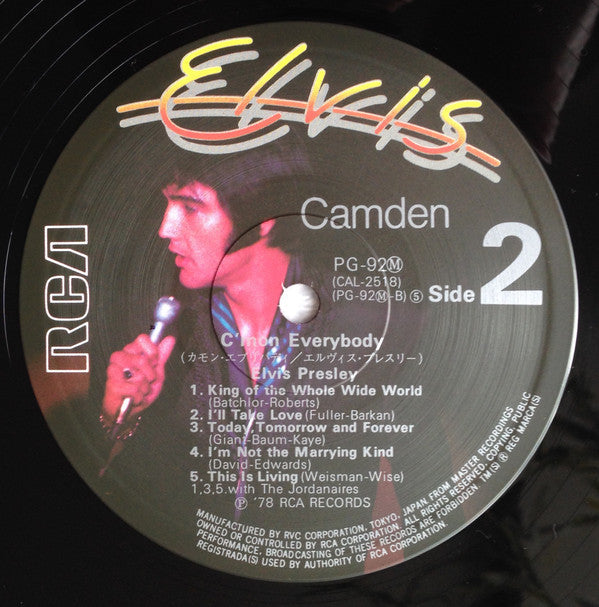 Elvis
RCA
Camden
PG-92Ⓜ
(CAL-2518)
(PG-92Ⓜ-B) ⑤ Side 2
C'mon Everybody
(カモン・エブリバディ/エルヴィス・プレスリー)
Elvis Presley
1. King of the Whole Wide World
(Batchlor-Roberts)
2. I'll Take Love (Fuller-Barkan)
3. Today,Tomorrow and Forever
(Giant-Baum-Kaye)
4. I'm Not the Marrying Kind
(David-Edwards)
5. This Is Living (Weisman-Wise)
1,3,5.with The Jordanaires
Ⓟ '78 RCA RECORDS
MANUFACTURED BY RVC CORPORATION, TOKYO, JAPAN. FROM MASTER RECORDINGS
OWNED OR CONTROLLED BY RCA CORPORATION. ALL RIGHTS RESERVED. COPYING, PUBLIC
PERFORMANCE, BROADCASTING OF THESE RECORDS ARE FORBIDDEN. TM(S) ® REG MARCA(S)
REGISTRADA(S) USED BY AUTHORITY OF RCA CORPORATION.